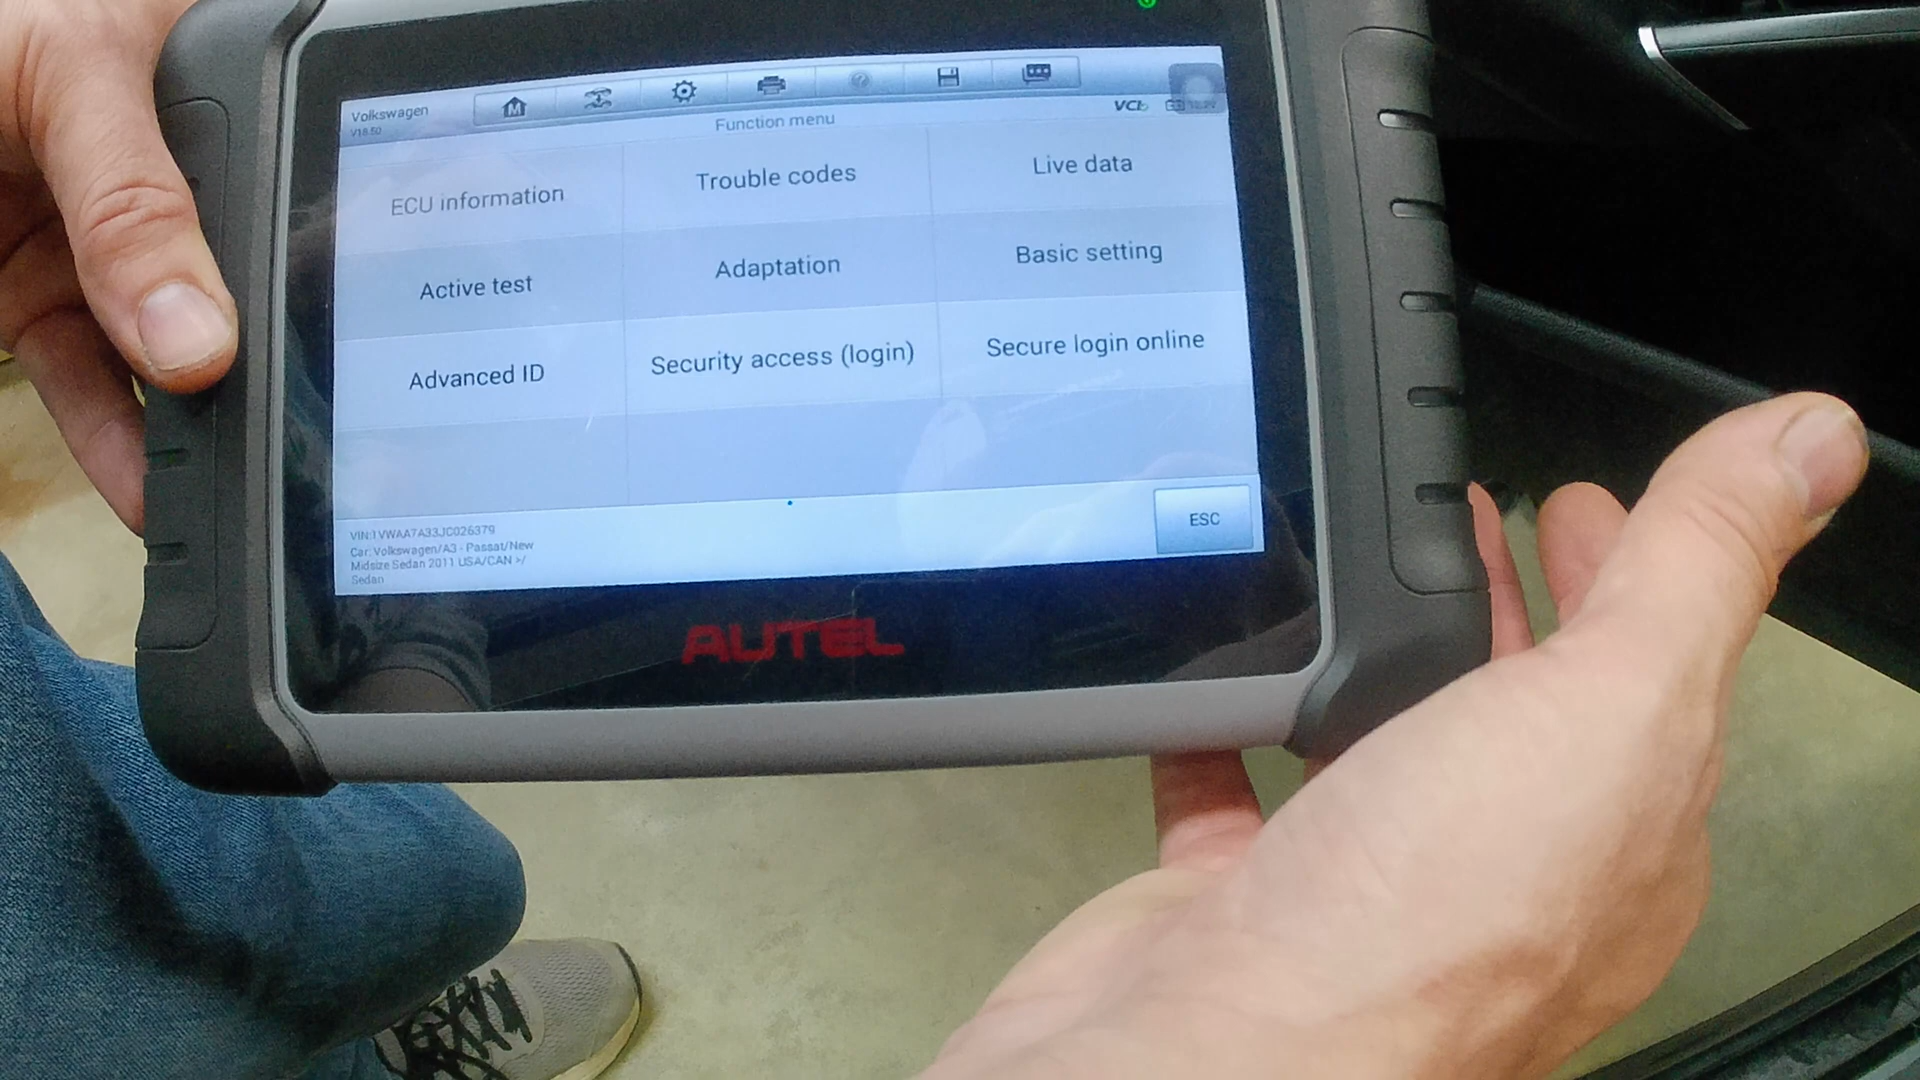 Volkswagen
V18.50
VCI
Function menu
ECU information
Trouble codes
Live data
Active test
Adaptation
Basic setting
Advanced ID
Security access (login)
Secure login online
VIN:1VWAA7A33JC026379
Car: Volkswagen/A3 - Passat/New
Midsize Sedan 2011 USA/CAN >/
Sedan
ESC
AUTEL